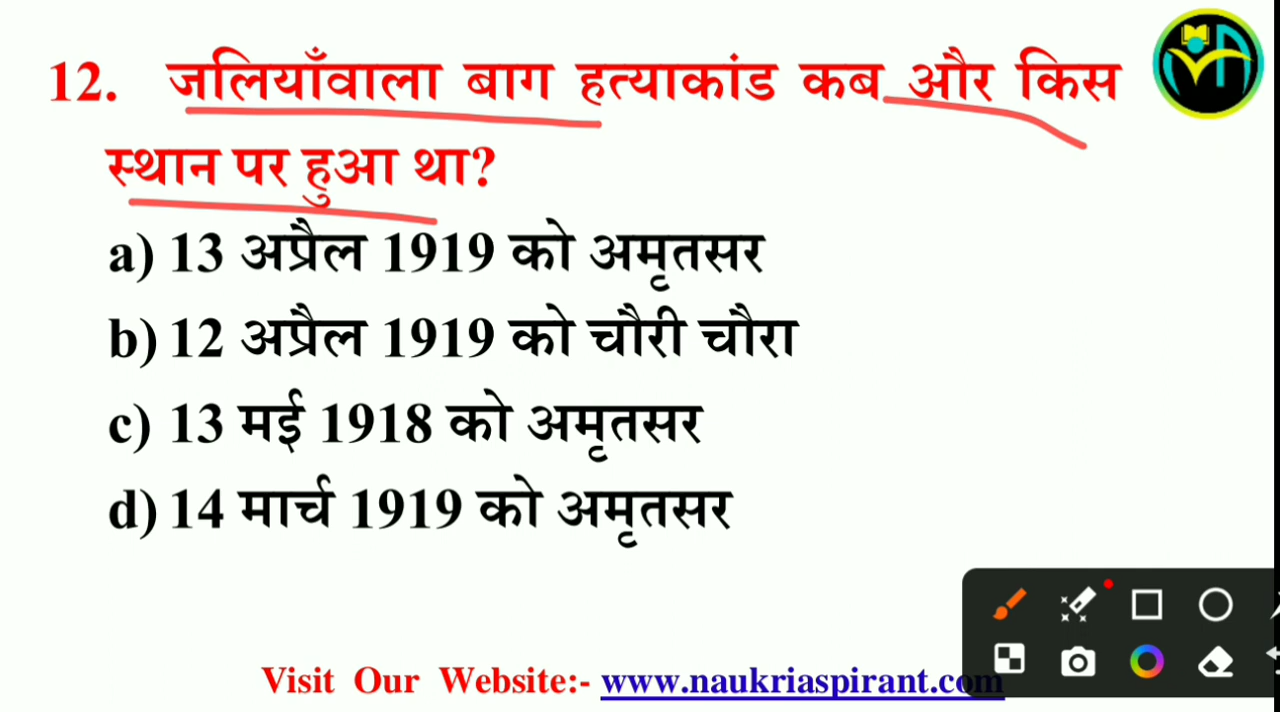 12. जलियाँवाला बाग हत्याकांड कब और किस
स्थान पर हुआ था?
a) 13 अप्रैल 1919 को अमृतसर
b) 12 अप्रैल 1919 को चौरी चौरा
c) 13 मई 1918 को अमृतसर
d) 14 मार्च 1919 को अमृतसर
Visit Our Website:- www.naukriaspirant.com